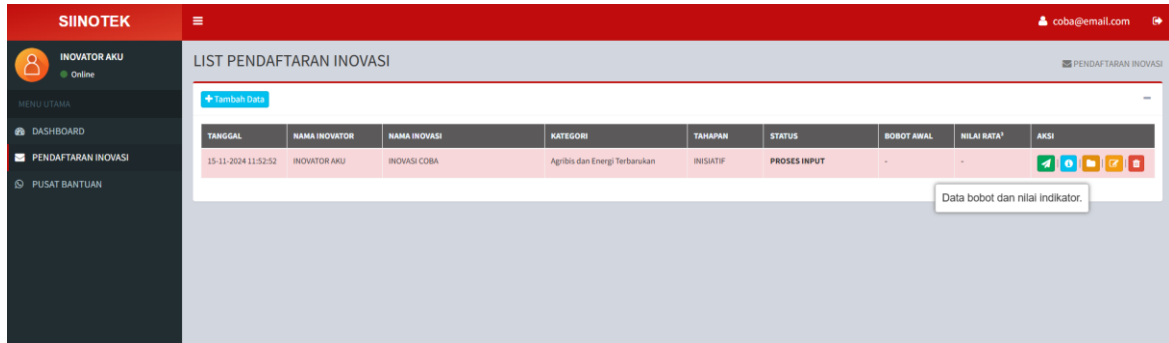 SIINOTEK
coba@email.com
INOVATOR AKU
Online
LIST PENDAFTARAN INOVASI
PENDAFTARAN INOVASI
MENU UTAMA
DASHBOARD
PENDAFTARAN INOVASI
PUSAT BANTUAN
+ Tambah Data
TANGGAL NAMA INOVATOR NAMA INOVASI KATEGORI TAHAPAN STATUS BOBOT AWAL NILAI RATA² AKSI
15-11-2024 11:52:52 INOVATOR AKU INOVASI COBA Agribis dan Energi Terbarukan INISIATIF PROSES INPUT - -
Data bobot dan nilai indikator.